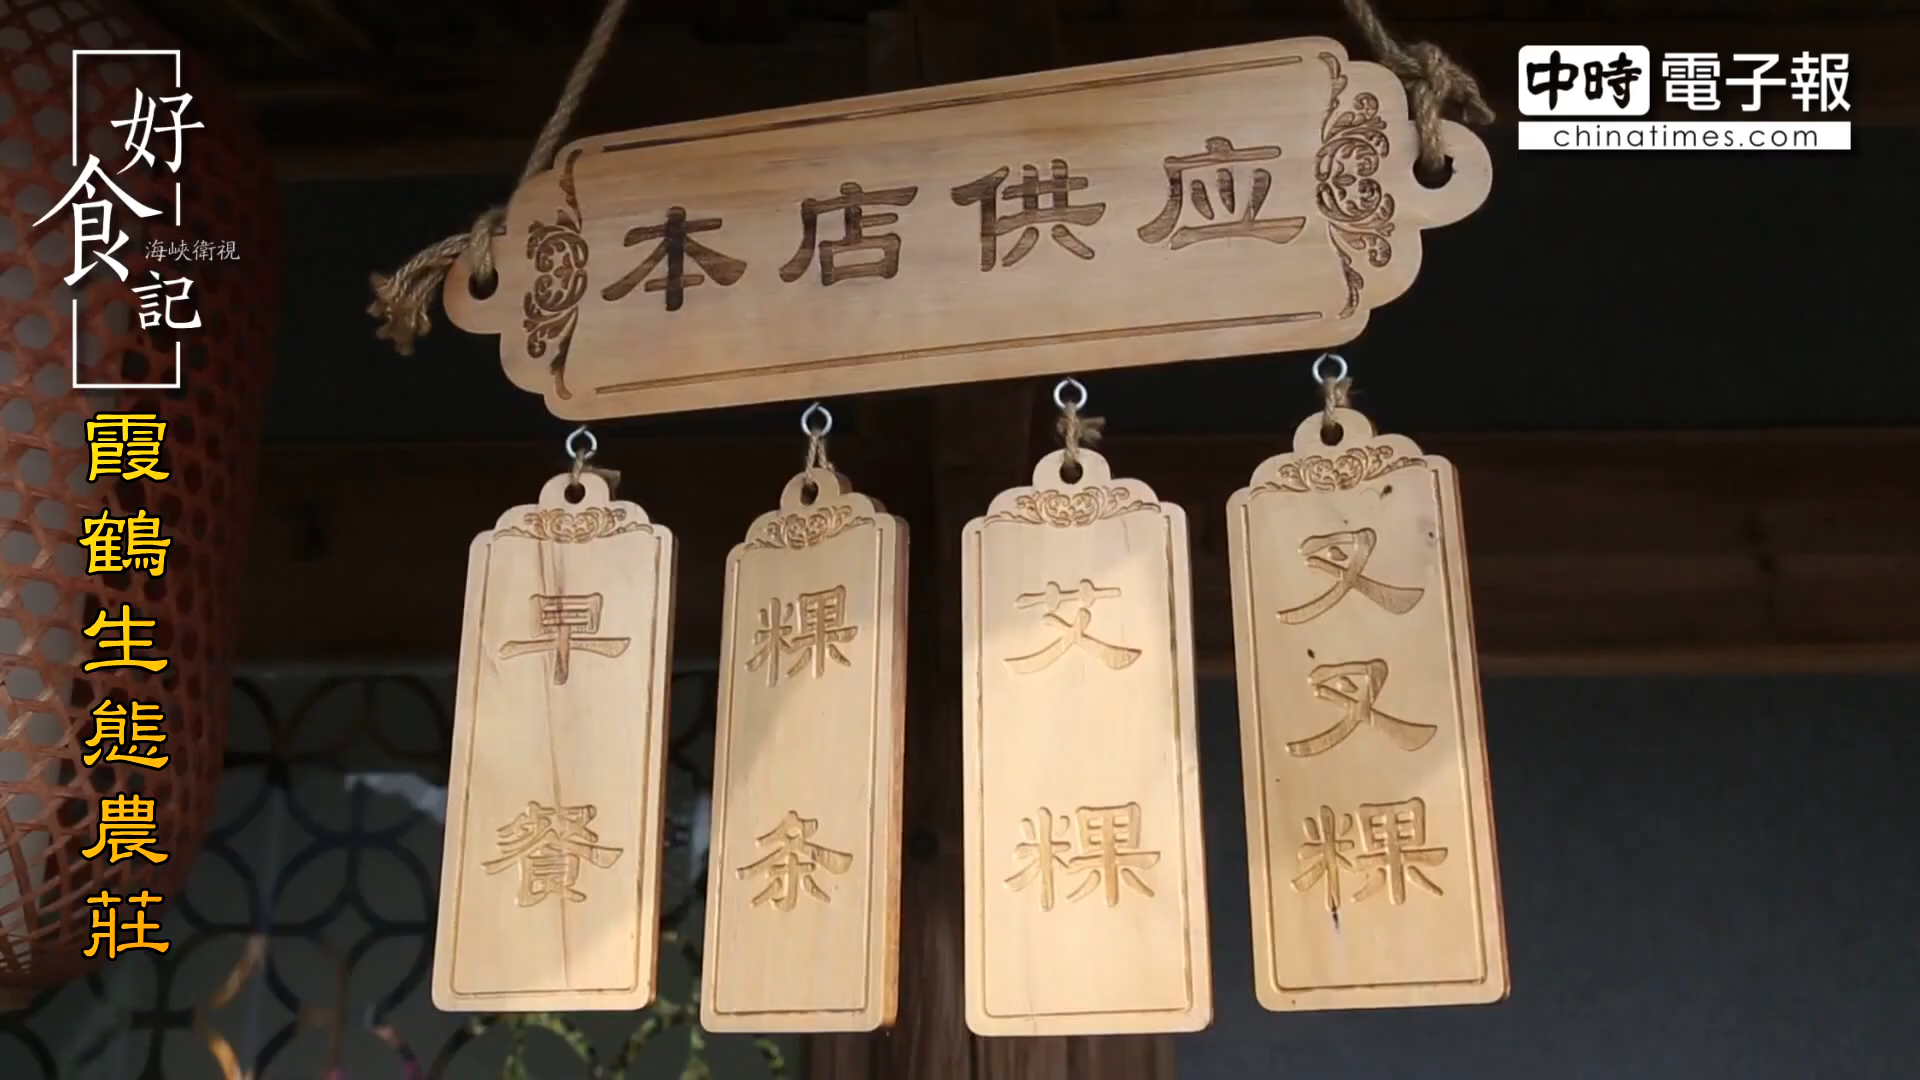 好食記
海峽衛視
霞鶴生態農莊
中時電子報
chinatimes.com
本店供应
早餐
粿条
艾粿
叉叉粿